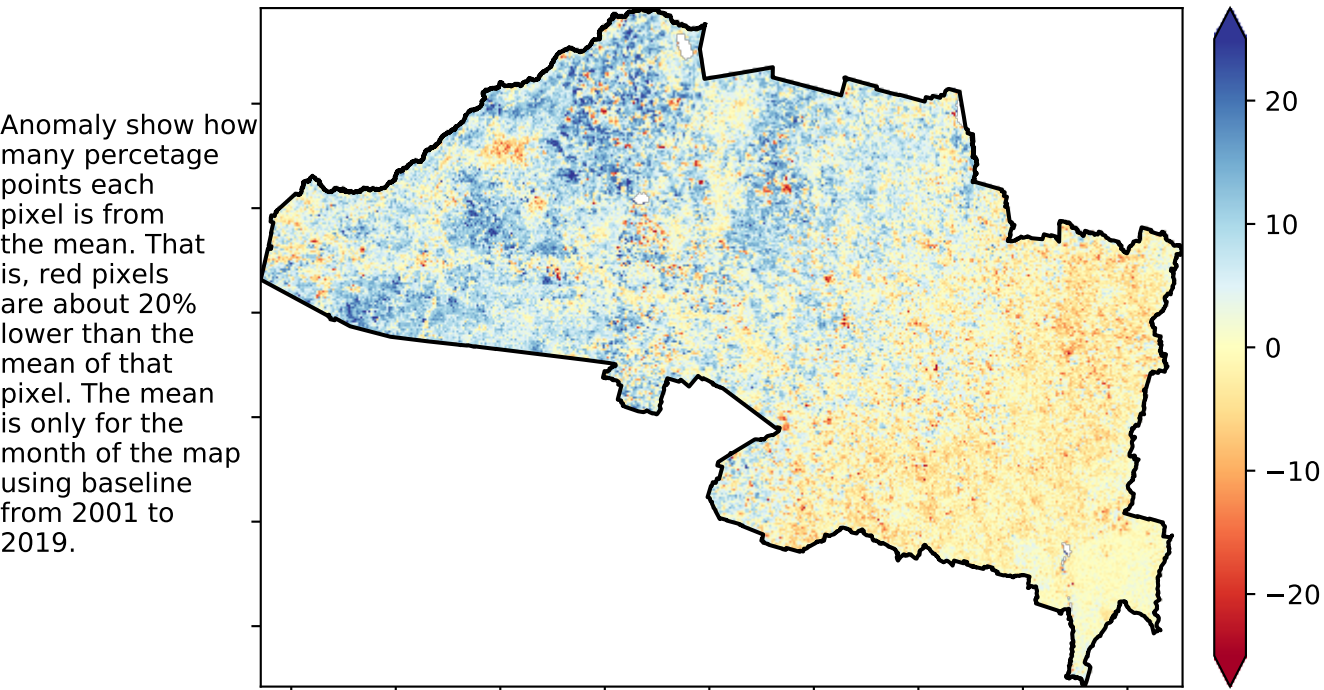 Anomaly show how
many percetage
points each
pixel is from
the mean. That
is, red pixels
are about 20%
lower than the
mean of that
pixel. The mean
is only for the
month of the map
using baseline
from 2001 to
2019.
20
10
0
−10
−20